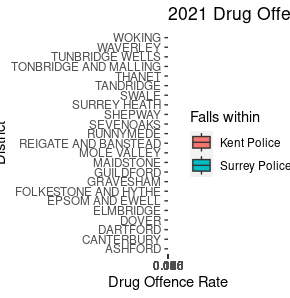 2021 Drug Offe
WOKING
WAVERLEY
TUNBRIDGE WELLS
TONBRIDGE AND MALLING
THANET
TANDRIDGE
SWALE
SURREY HEATH
SHEPWAY
SEVENOAKS
RUNNYMEDE
REIGATE AND BANSTEAD
MOLE VALLEY
MAIDSTONE
GUILDFORD
GRAVESHAM
FOLKESTONE AND HYTHE
EPSOM AND EWELL
ELMBRIDGE
DOVER
DARTFORD
CANTERBURY
ASHFORD
District
Drug Offence Rate
Falls within
Kent Police
Surrey Police